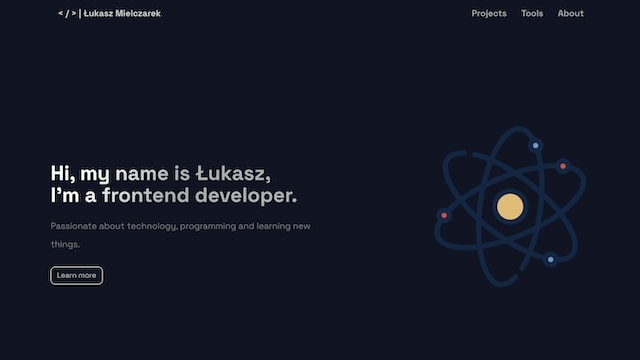 < / > | Łukasz Mielczarek
Projects Tools About
Hi, my name is Łukasz,
I'm a frontend developer.
Passionate about technology, programming and learning new
things.
Learn more